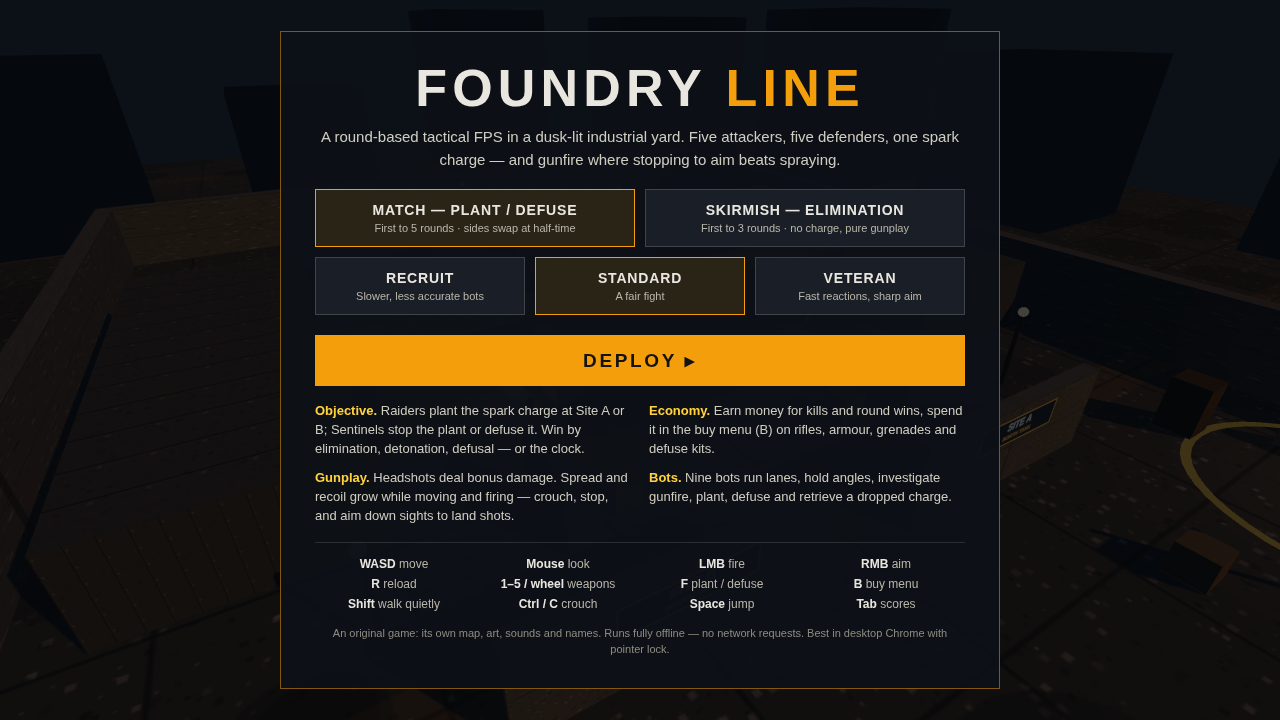 FOUNDRY LINE
A round-based tactical FPS in a dusk-lit industrial yard. Five attackers, five defenders, one spark
charge — and gunfire where stopping to aim beats spraying.
MATCH — PLANT / DEFUSE
First to 5 rounds · sides swap at half-time
SKIRMISH — ELIMINATION
First to 3 rounds · no charge, pure gunplay
RECRUIT
Slower, less accurate bots
STANDARD
A fair fight
VETERAN
Fast reactions, sharp aim
DEPLOY ▸
Objective. Raiders plant the spark charge at Site A or
B; Sentinels stop the plant or defuse it. Win by
elimination, detonation, defusal — or the clock.
Economy. Earn money for kills and round wins, spend
it in the buy menu (B) on rifles, armour, grenades and
defuse kits.
Gunplay. Headshots deal bonus damage. Spread and
recoil grow while moving and firing — crouch, stop,
and aim down sights to land shots.
Bots. Nine bots run lanes, hold angles, investigate
gunfire, plant, defuse and retrieve a dropped charge.
WASD move
Mouse look
LMB fire
RMB aim
R reload
1–5 / wheel weapons
F plant / defuse
B buy menu
Shift walk quietly
Ctrl / C crouch
Space jump
Tab scores
An original game: its own map, art, sounds and names. Runs fully offline — no network requests. Best in desktop Chrome with
pointer lock.
SITE A